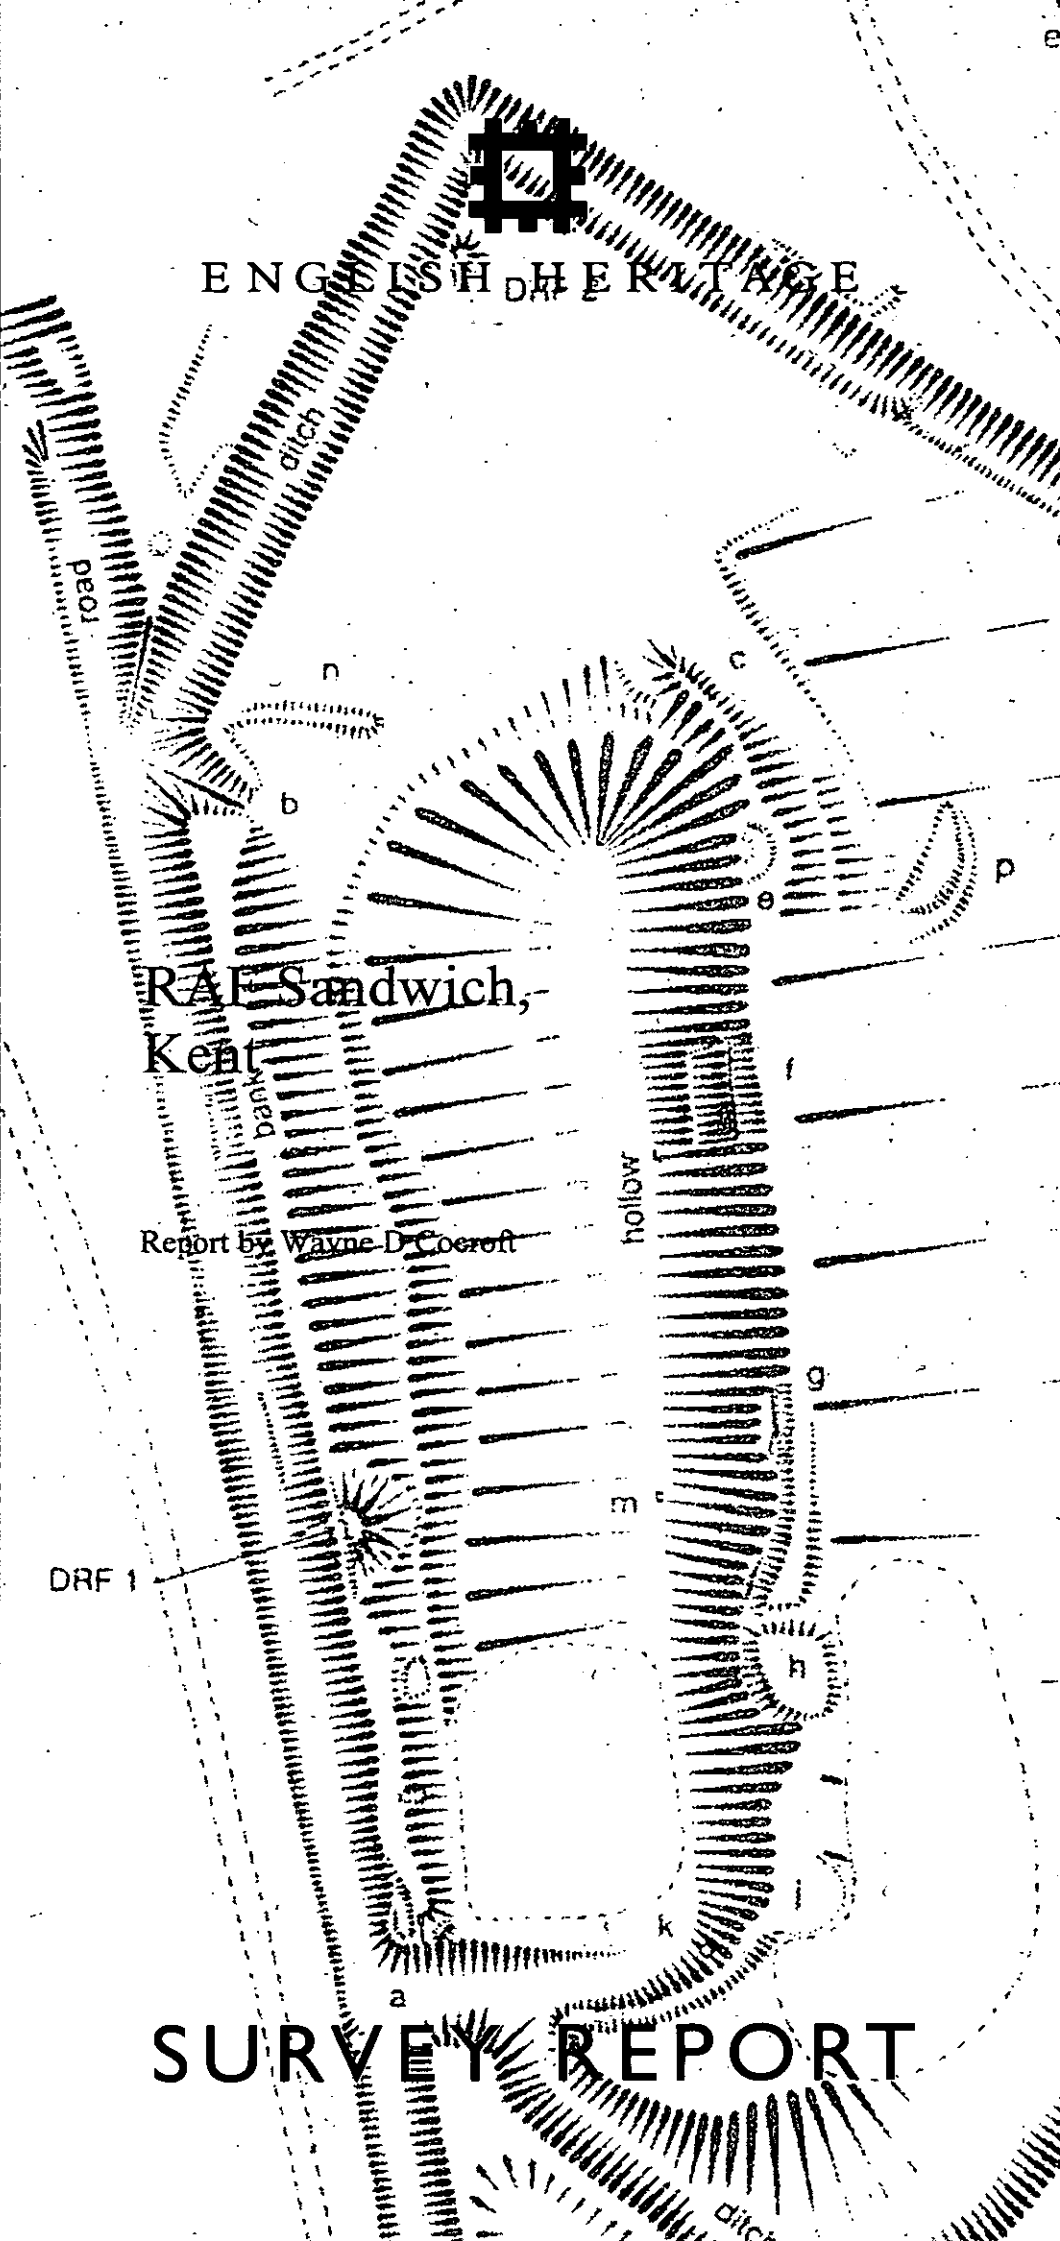 e
ENGLISH HERITAGE
DRF 2
ditch
road
n
c
b
p
e
RAF Sandwich,
Kent
f
bank
hollow
Report by Wayne D Cocroft
g
m
DRF 1
h
j
k
d
a
SURVEY REPORT
ditch